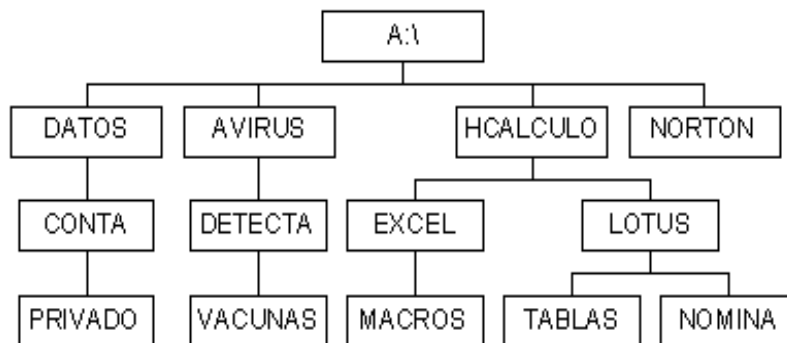 A:\
DATOS AVIRUS HCALCULO NORTON
CONTA DETECTA EXCEL LOTUS
PRIVADO VACUNAS MACROS TABLAS NOMINA